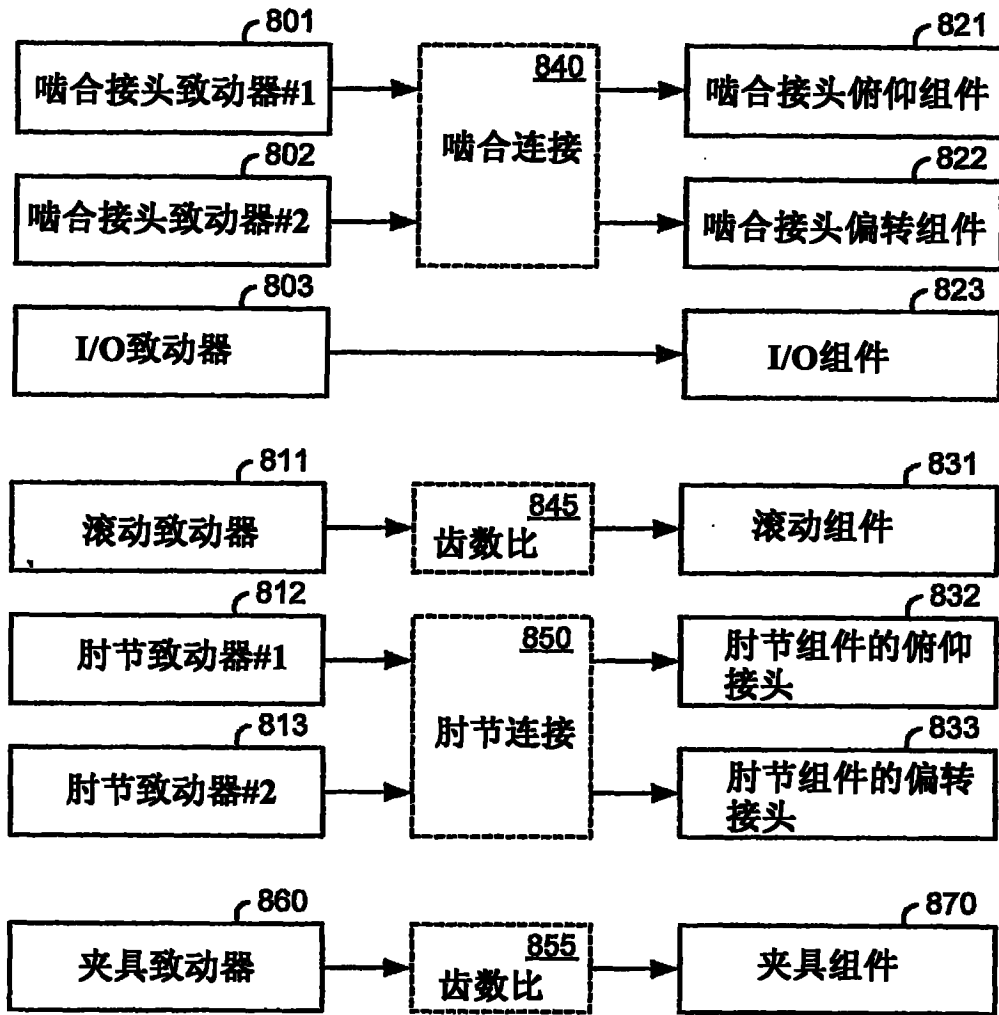 801
啮合接头致动器#1
840
啮合连接
821
啮合接头俯仰组件
802
啮合接头致动器#2
822
啮合接头偏转组件
803
I/O致动器
823
I/O组件
811
滚动致动器
845
齿数比
831
滚动组件
812
肘节致动器#1
850
肘节连接
832
肘节组件的俯仰
接头
813
肘节致动器#2
833
肘节组件的偏转
接头
860
夹具致动器
855
齿数比
870
夹具组件